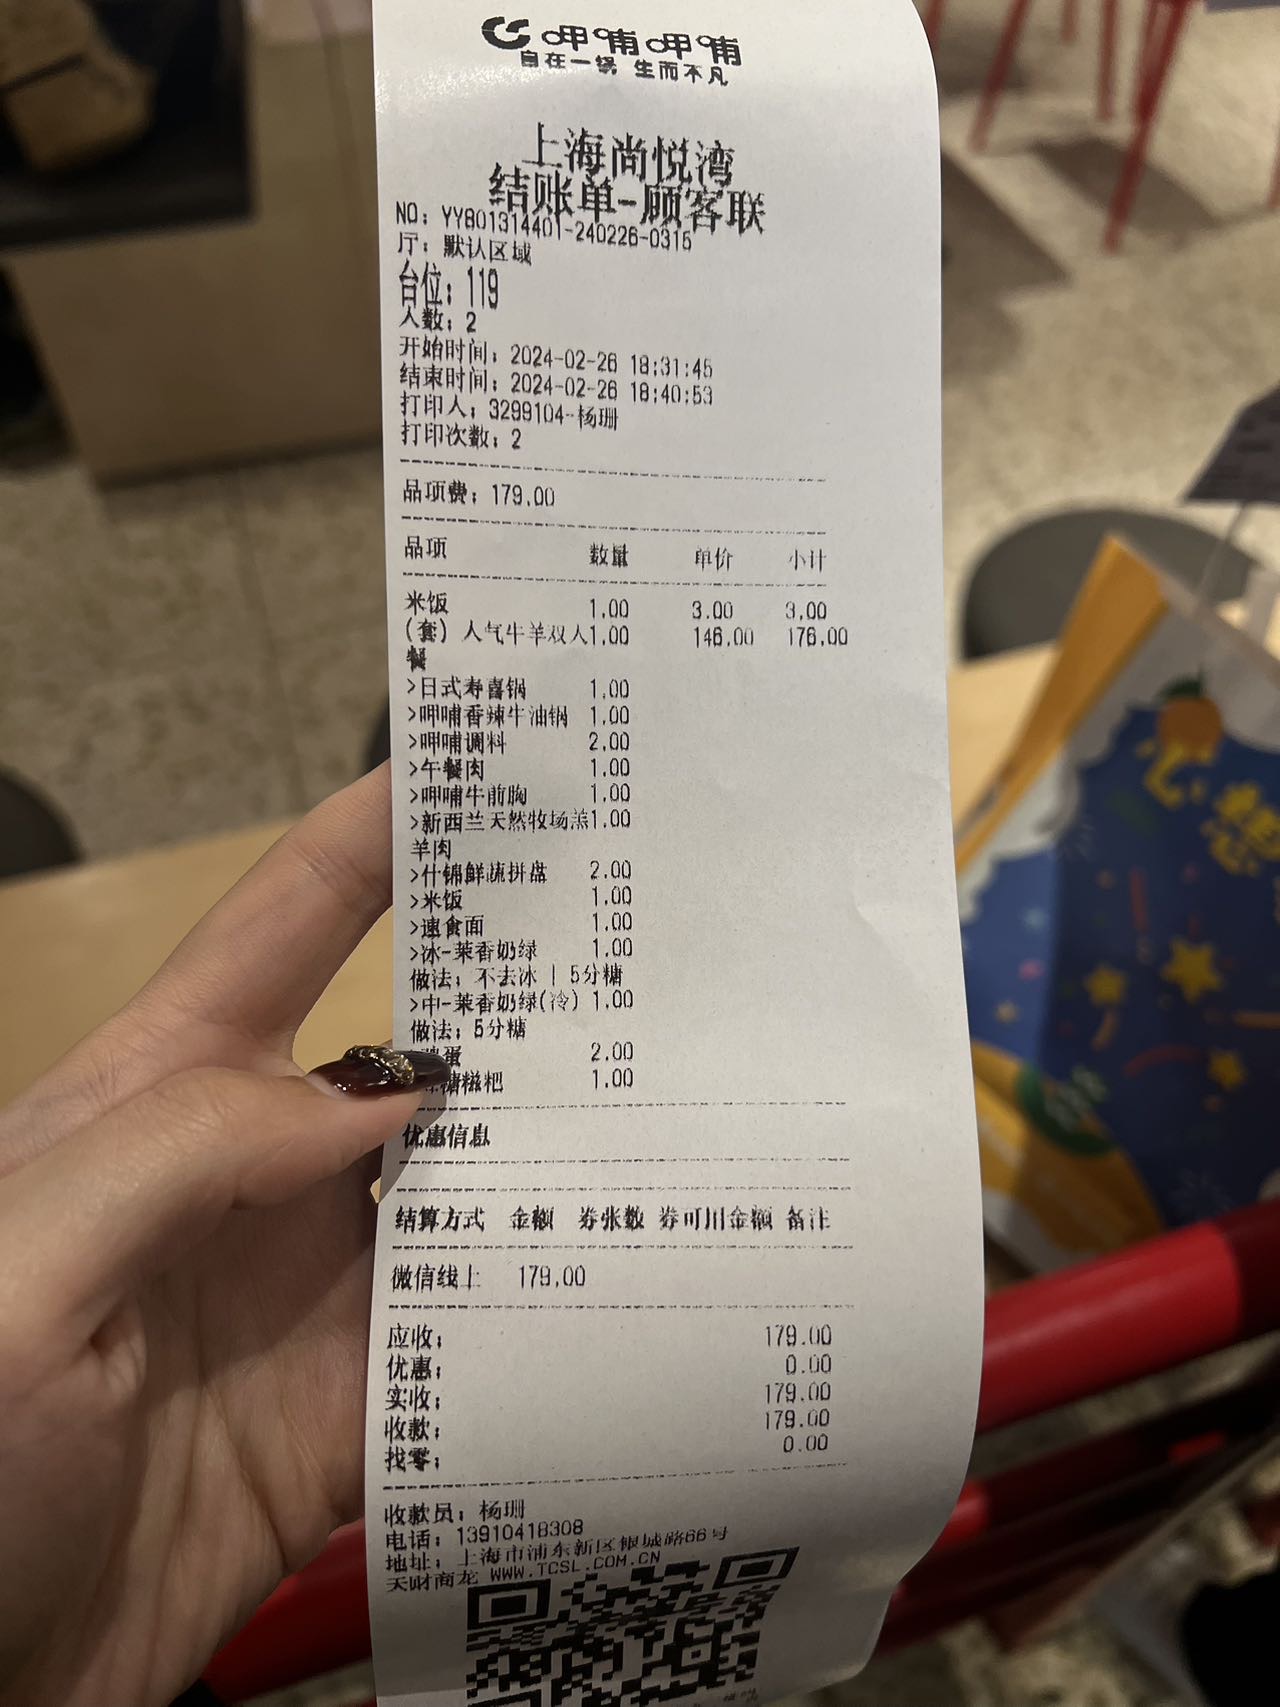 呷哺呷哺
自在一锅 生而不凡
上海尚悦湾
结账单-顾客联
NO: YY801314401-240226-0315
厅: 默认区域
台位: 119
人数: 2
开始时间: 2024-02-26 18:31:45
结束时间: 2024-02-26 18:40:53
打印人: 3299104-杨珊
打印次数: 2
品项费: 179.00
品项 数量 单价 小计
米饭 1.00 3.00 3.00
(套) 人气牛羊双人 1.00 146.00 176.00
餐
>日式寿喜锅 1.00
>呷哺香辣牛油锅 1.00
>呷哺调料 2.00
>午餐肉 1.00
>呷哺牛前胸 1.00
>新西兰天然牧场羔 1.00
羊肉
>什锦鲜蔬拼盘 2.00
>米饭 1.00
>速食面 1.00
>冰-茉香奶绿 1.00
做法: 不去冰 | 5分糖
>中-茉香奶绿(冷) 1.00
做法: 5分糖
蛋 2.00
糖糍粑 1.00
优惠信息
结算方式 金额 券张数 券可用金额 备注
微信线上 179.00
应收: 179.00
优惠: 0.00
实收: 179.00
收款: 179.00
找零: 0.00
收款员: 杨珊
电话: 13910418308
地址: 上海市浦东新区银城路66号
天财商龙 WWW.TCSL.COM.CN
心想